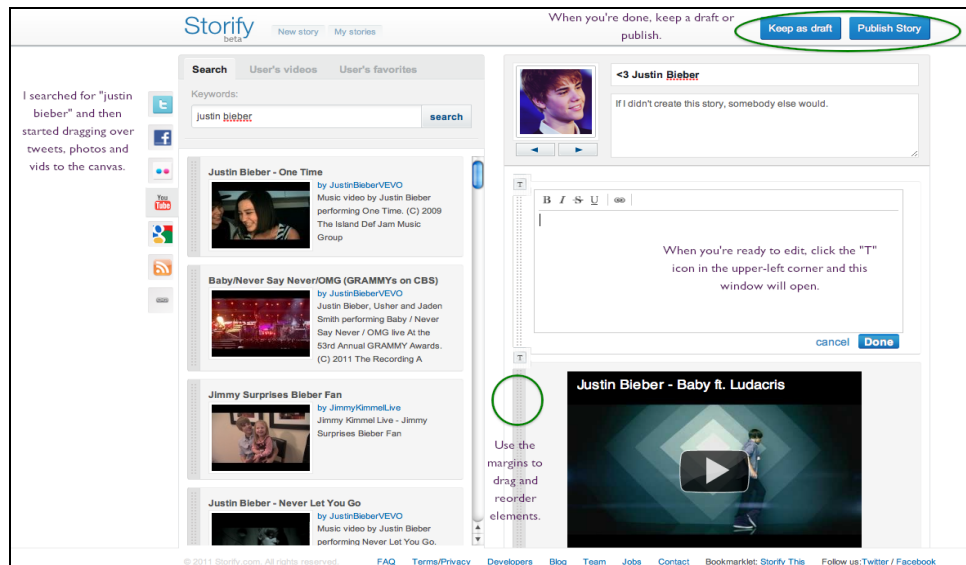 Storify
beta
New story
My stories
When you're done, keep a draft or
publish.
Keep as draft
Publish Story
I searched for "justin
bieber" and then
started dragging over
tweets, photos and
vids to the canvas.
You
Tube
Search
User's videos
User's favorites
Keywords:
justin bieber
search
Justin Bieber - One Time
by JustinBieberVEVO
Music video by Justin Bieber
performing One Time. (C) 2009
The Island Def Jam Music
Group
Baby/Never Say Never/OMG (GRAMMYs on CBS)
by JustinBieberVEVO
Justin Bieber, Usher and Jaden
Smith performing Baby / Never
Say Never / OMG live At the
53rd Annual GRAMMY Awards.
(C) 2011 The Recording A
Jimmy Surprises Bieber Fan
by JimmyKimmelLive
Jimmy Kimmel Live - Jimmy
Surprises Bieber Fan
Justin Bieber - Never Let You Go
by JustinBieberVEVO
Music video by Justin Bieber
performing Never Let You Go.
<3 Justin Bieber
If I didn't create this story, somebody else would.
T
B I S U
When you're ready to edit, click the "T"
icon in the upper-left corner and this
window will open.
cancel
Done
T
Use the
margins to
drag and
reorder
elements.
Justin Bieber - Baby ft. Ludacris
© 2011 Storify.com. All rights reserved.
FAQ Terms/Privacy Developers Blog Team Jobs Contact Bookmarklet: Storify This Follow us:Twitter / Facebook